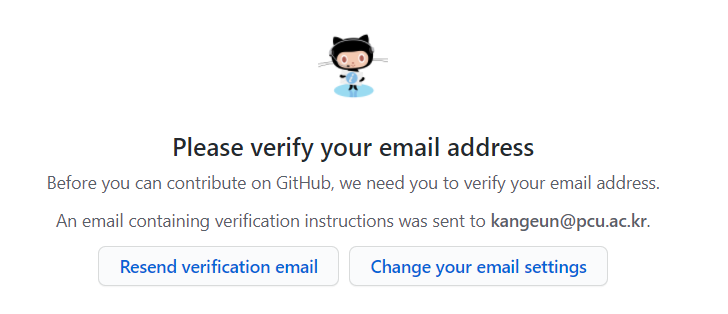 Please verify your email address
Before you can contribute on GitHub, we need you to verify your email address.
An email containing verification instructions was sent to kangeun@pcu.ac.kr.
Resend verification email
Change your email settings